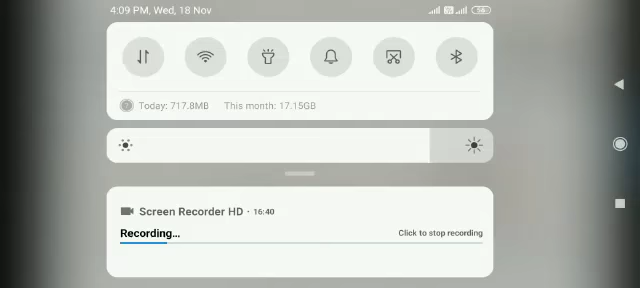 4:09 PM, Wed, 18 Nov
58
Today: 717.8MB This month: 17.15GB
Screen Recorder HD · 16:40
Recording...
Click to stop recording